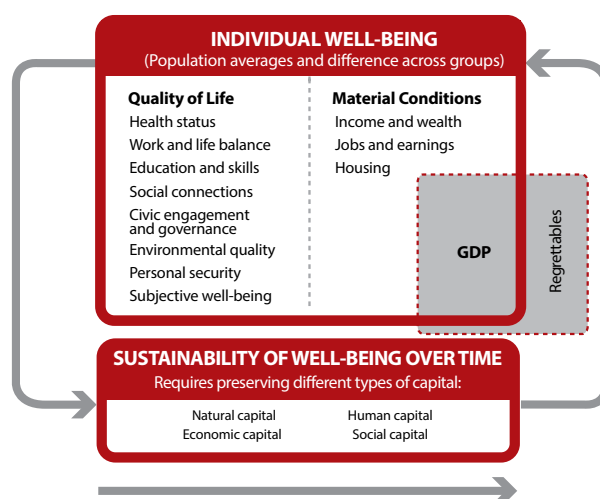 INDIVIDUAL WELL-BEING
(Population averages and difference across groups)
Quality of Life
Health status
Work and life balance
Education and skills
Social connections
Civic engagement
and governance
Environmental quality
Personal security
Subjective well-being
Material Conditions
Income and wealth
Jobs and earnings
Housing
GDP
Regrettables
SUSTAINABILITY OF WELL-BEING OVER TIME
Requires preserving different types of capital:
Natural capital
Human capital
Economic capital
Social capital